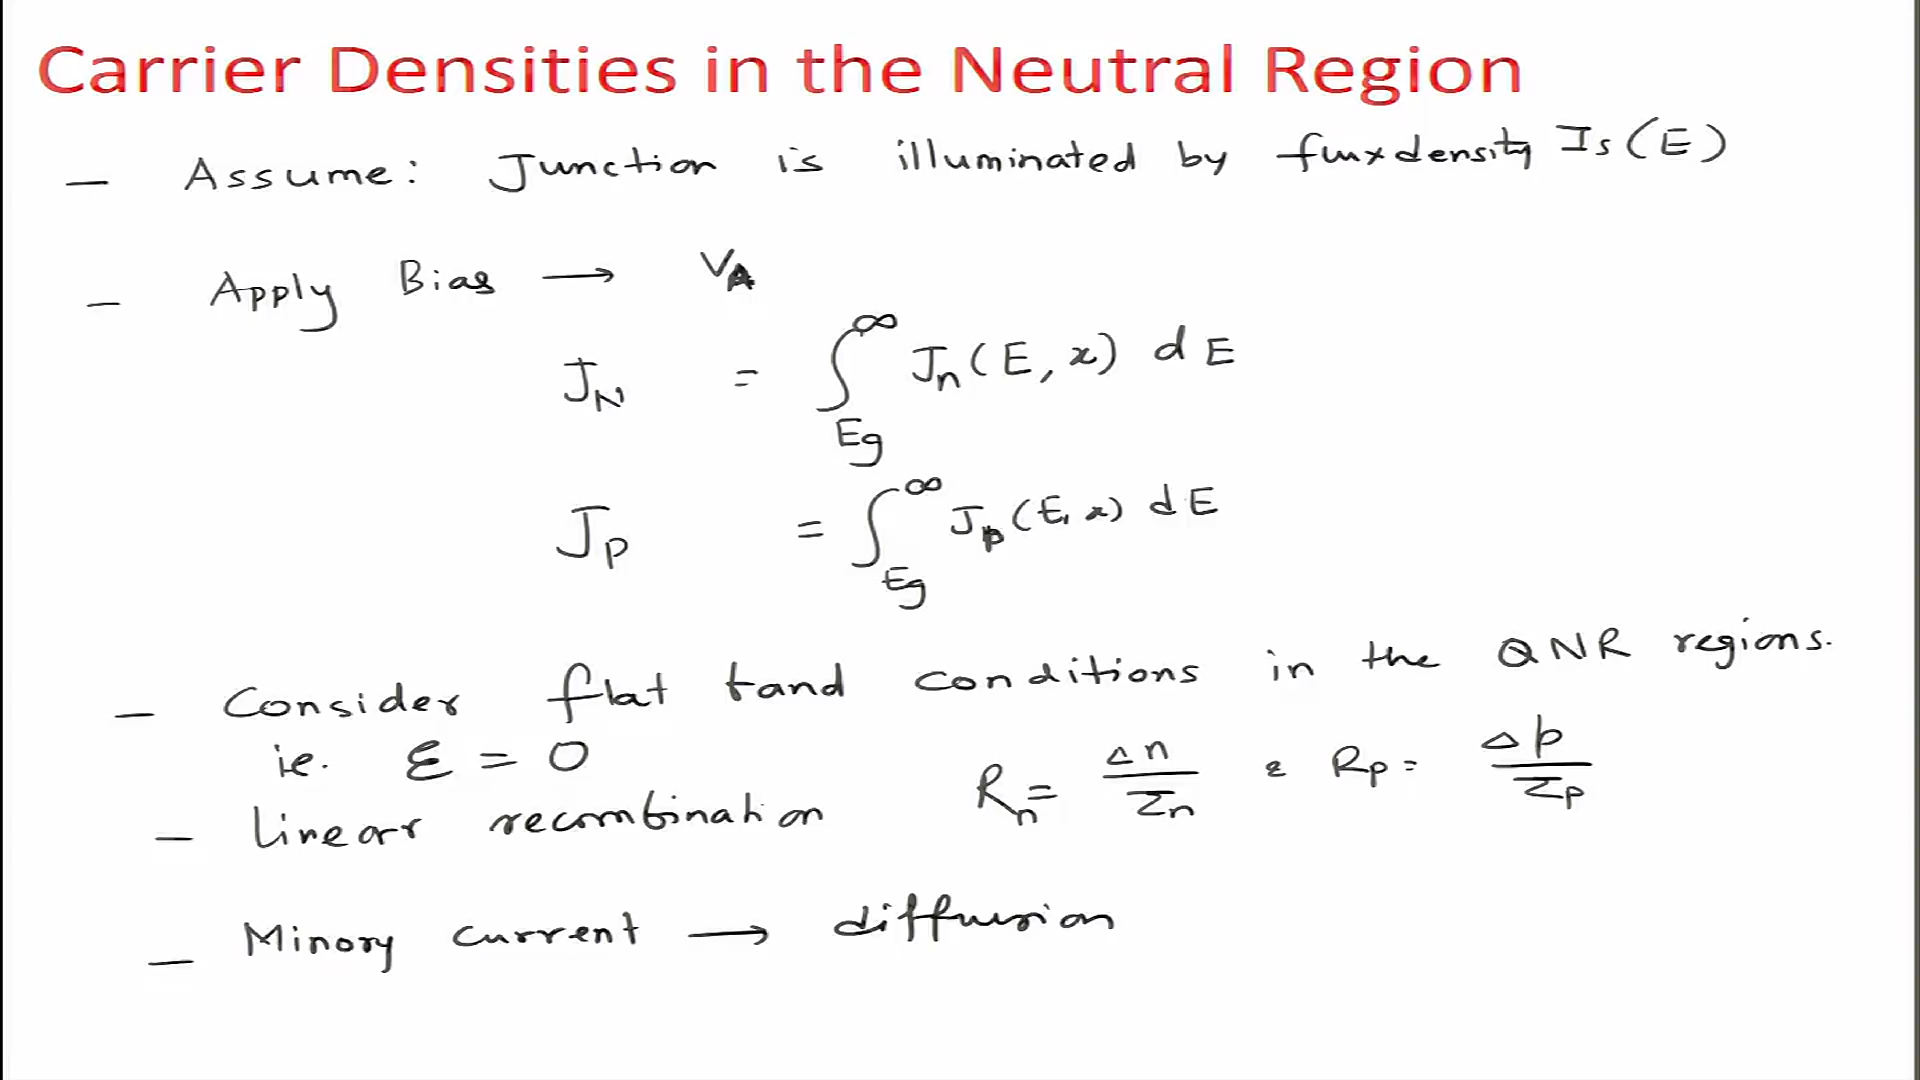 Carrier Densities in the Neutral Region
– Assume: Junction is illuminated by fluxdensity Is(E)
– Apply Bias → VA
JN = ∫_Eg^∞ Jn(E,x) dE
Jp = ∫_Eg^∞ Jp(E,x) dE
– Consider flat band conditions in the QNR regions.
ie. ℰ = 0
– linear recombination Rn = Δn/τn & Rp = Δp/τp
– Minory current → diffusion